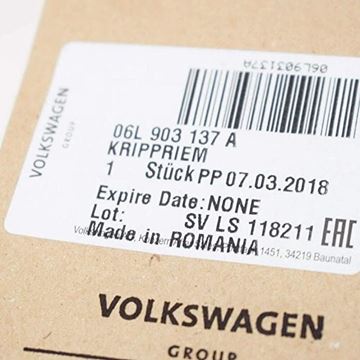 06L903137A
VOLKSWAGEN
GROUP
06L 903 137 A
KRIPPRIEM
1 Stück PP 07.03.2018
Expire Date: NONE
Lot: SV LS 118211 EAC
1451, 34219 Baunatal
Made in ROMANIA
VOLKSWAGEN
GROUP